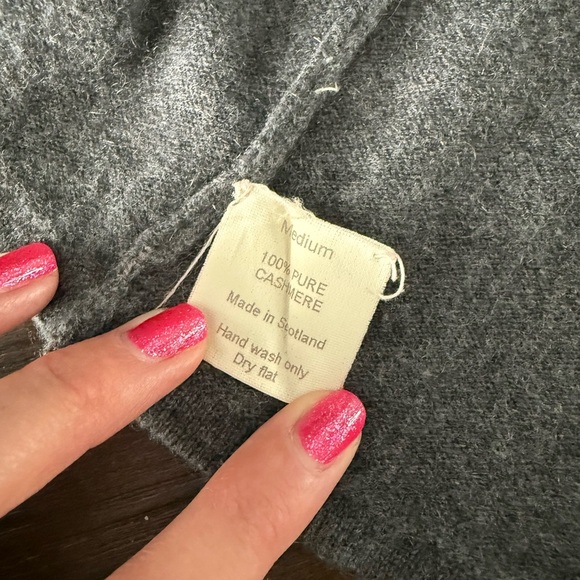 Medium
100% PURE
CASHMERE
Made in Scotland
Hand wash only
Dry flat